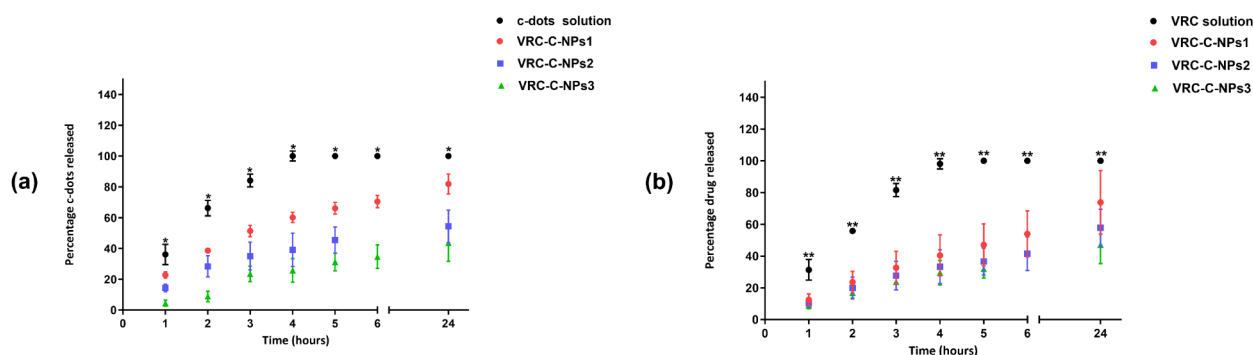 c-dots solution
VRC-C-NPs1
VRC-C-NPs2
VRC-C-NPs3
(a)
Percentage c-dots released
140
120
100
80
60
40
20
0
* * * * * * *
0 1 2 3 4 5 6 24
Time (hours)
VRC solution
VRC-C-NPs1
VRC-C-NPs2
VRC-C-NPs3
(b)
Percentage drug released
140
120
100
80
60
40
20
0
** ** ** ** ** ** **
0 1 2 3 4 5 6 24
Time (hours)